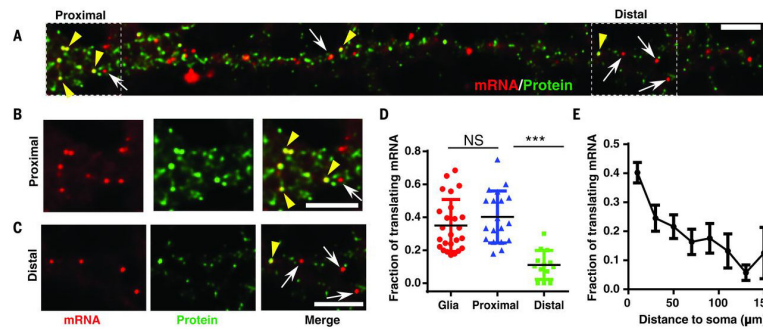 Proximal
Distal
A
mRNA/Protein
B
Proximal
C
Distal
mRNA
Protein
Merge
D
NS
***
Fraction of translating mRNA
0.8
0.6
0.4
0.2
0.0
Glia Proximal Distal
E
Fraction of translating mRNA
0.5
0.4
0.3
0.2
0.1
0.0
0 50 100
Distance to soma (µm